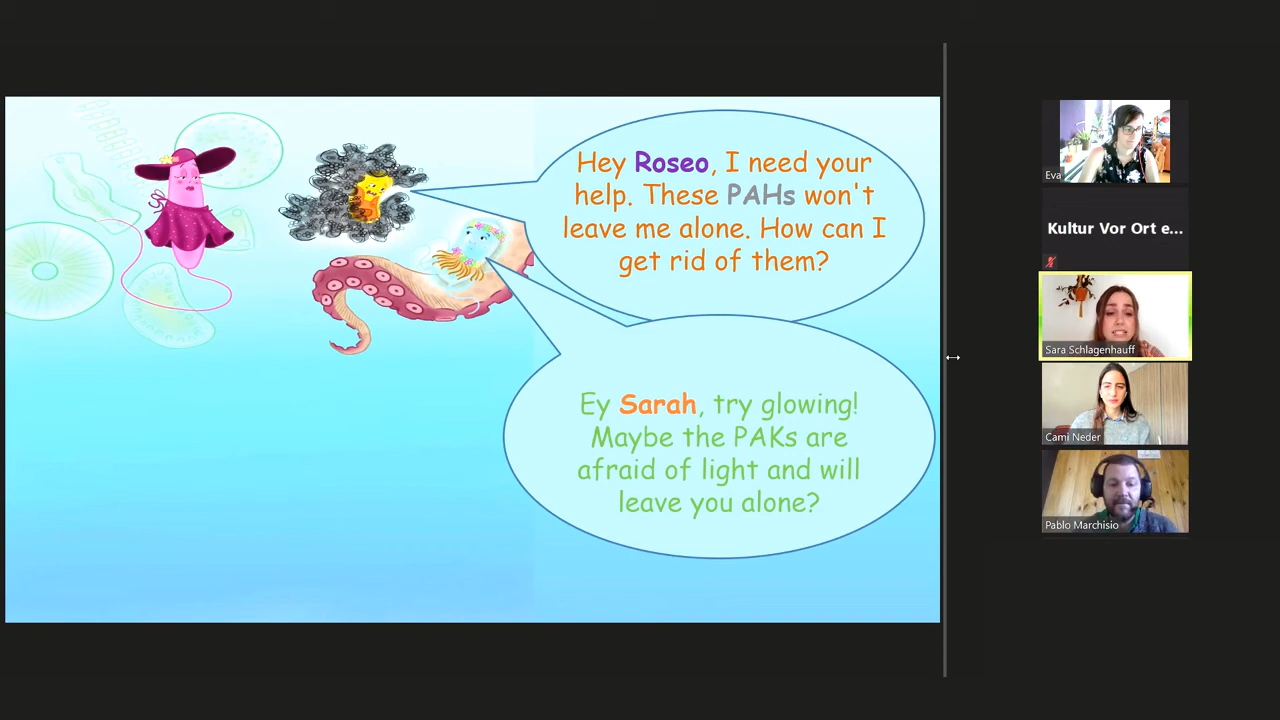 Hey Roseo, I need your
help. These PAHs won't
leave me alone. How can I
get rid of them?
Ey Sarah, try glowing!
Maybe the PAKs are
afraid of light and will
leave you alone?
Eva
Kultur Vor Ort e...
Sara Schlagenhauff
Cami Neder
Pablo Marchisio